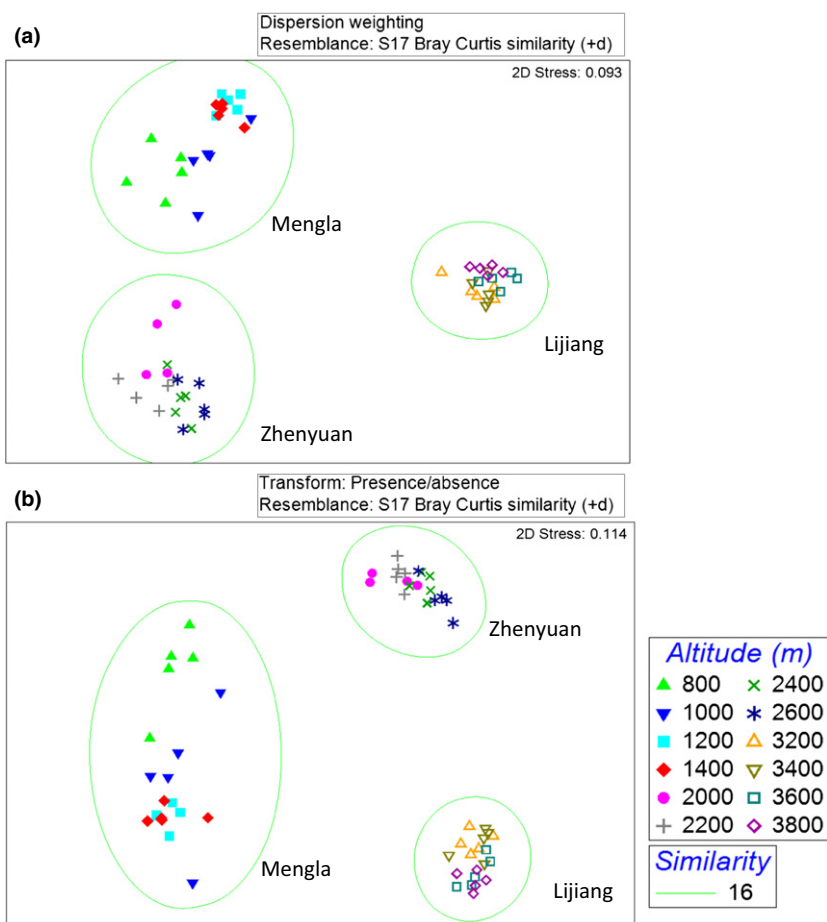 (a)
Dispersion weighting
Resemblance: S17 Bray Curtis similarity (+d)
2D Stress: 0.093
Mengla
Lijiang
Zhenyuan
(b)
Transform: Presence/absence
Resemblance: S17 Bray Curtis similarity (+d)
2D Stress: 0.114
Zhenyuan
Mengla
Lijiang
Altitude (m)
800 2400
1000 2600
1200 3200
1400 3400
2000 3600
2200 3800
Similarity
16